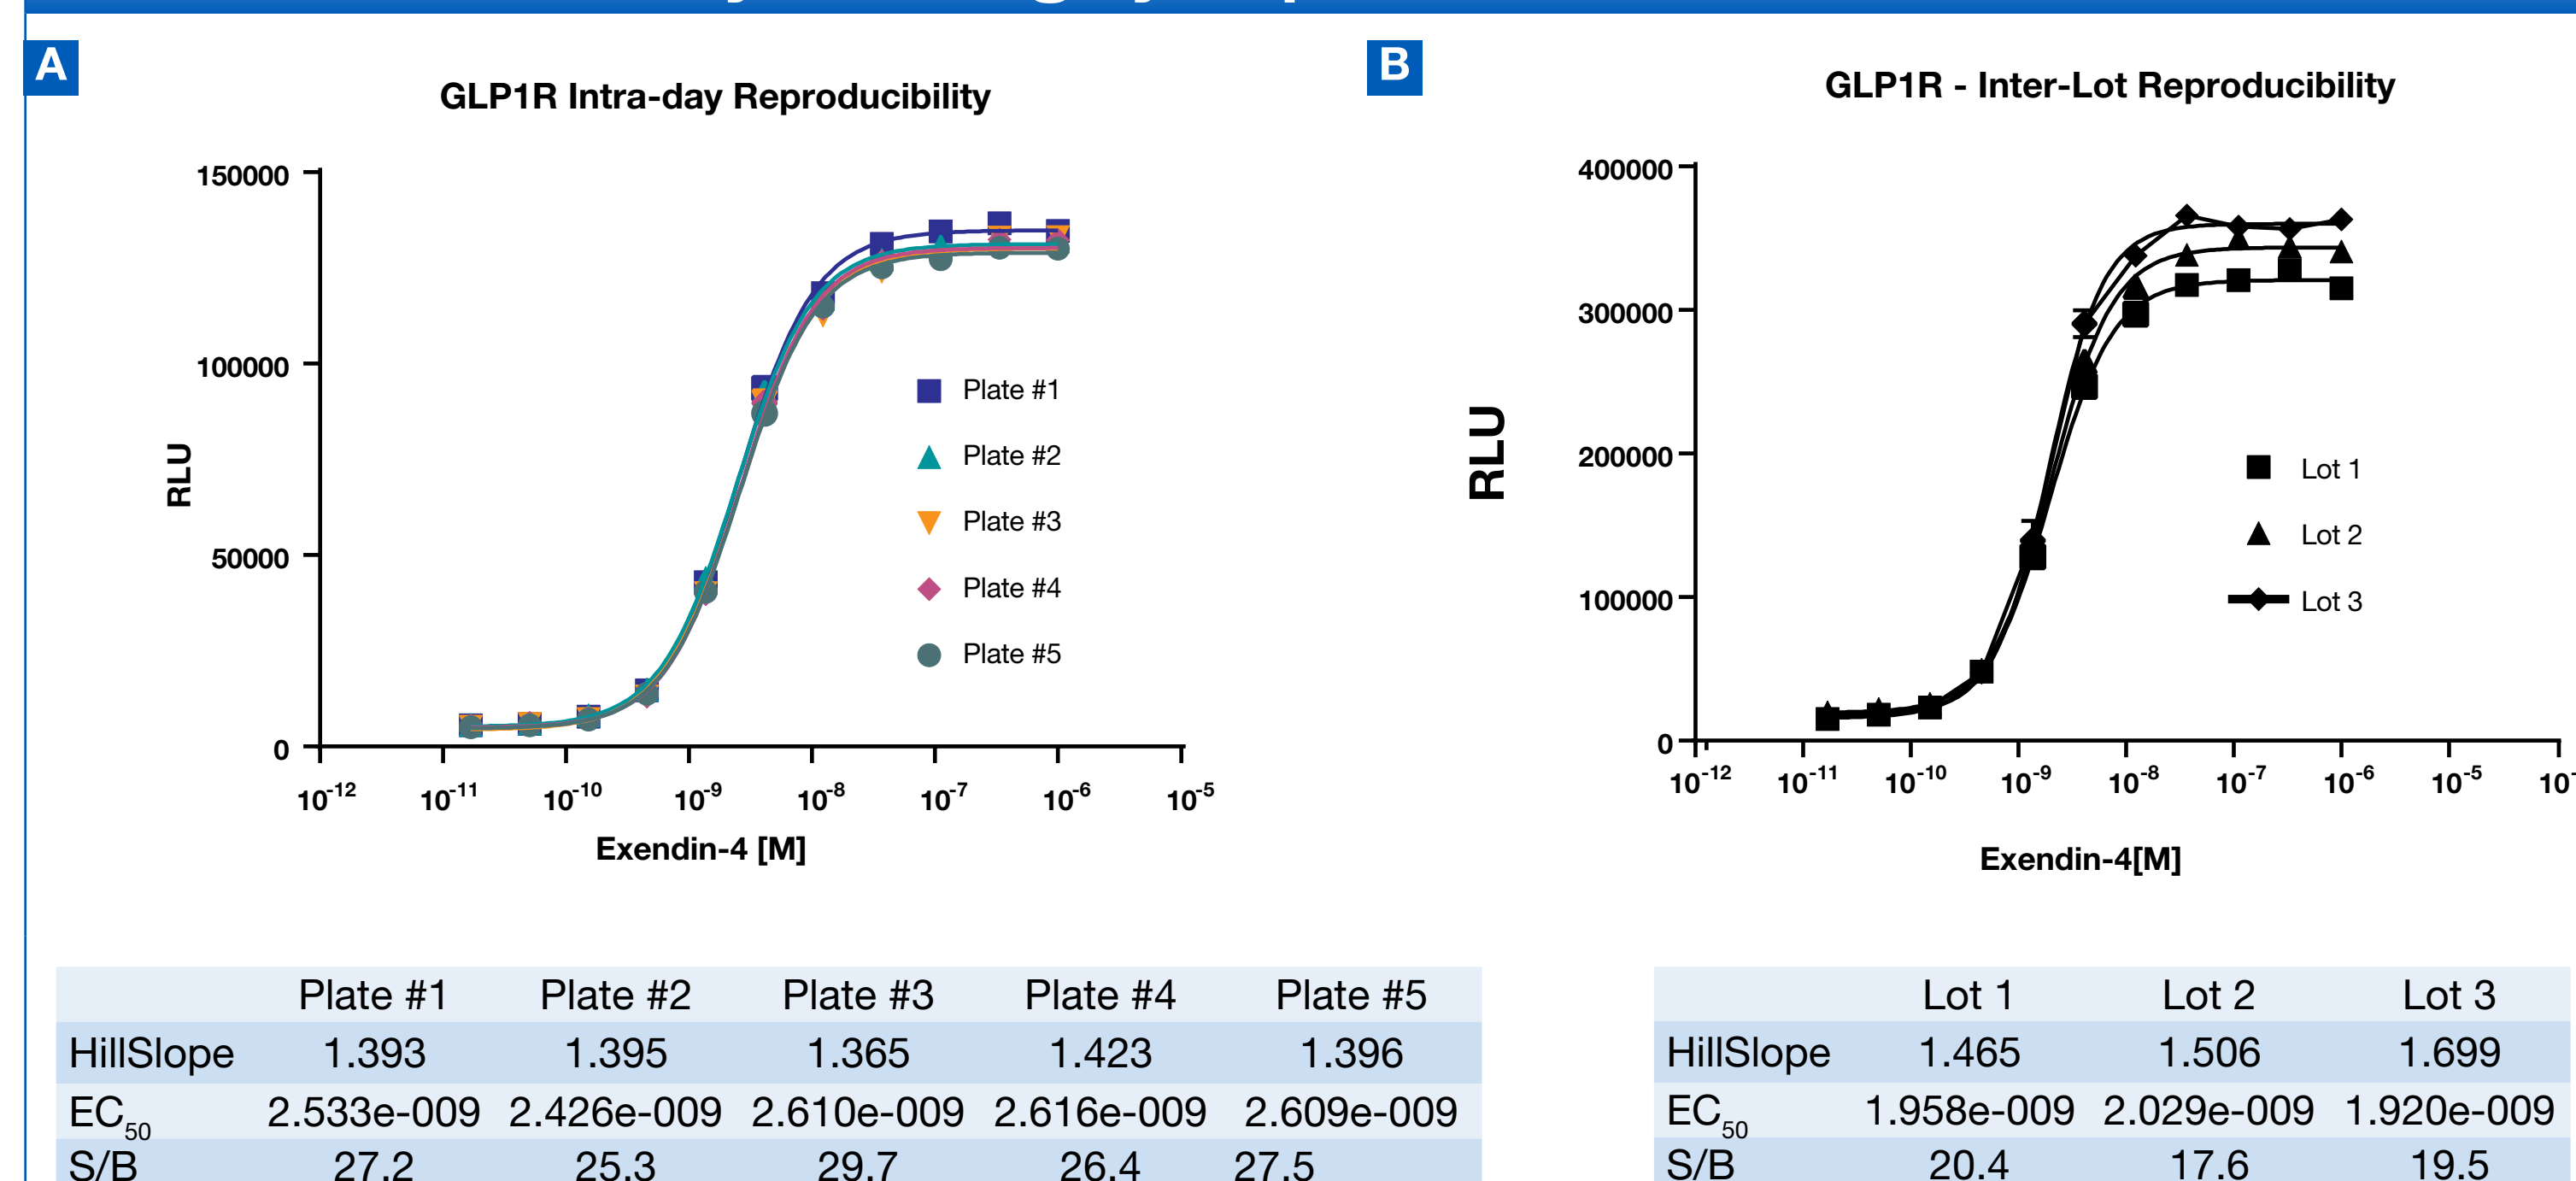 A
GLP1R Intra-day Reproducibility
150000
100000
50000
0
RLU
Plate #1
Plate #2
Plate #3
Plate #4
Plate #5
10-12 10-11 10-10 10-9 10-8 10-7 10-6 10-5
Exendin-4 [M]
Plate #1 Plate #2 Plate #3 Plate #4 Plate #5
HillSlope 1.393 1.395 1.365 1.423 1.396
EC50 2.533e-009 2.426e-009 2.610e-009 2.616e-009 2.609e-009
S/B 27.2 25.3 29.7 26.4 27.5
B
GLP1R - Inter-Lot Reproducibility
400000
300000
200000
100000
0
RLU
Lot 1
Lot 2
Lot 3
10-12 10-11 10-10 10-9 10-8 10-7 10-6 10-5 10-
Exendin-4[M]
Lot 1 Lot 2 Lot 3
HillSlope 1.465 1.506 1.699
EC50 1.958e-009 2.029e-009 1.920e-009
S/B 20.4 17.6 19.5